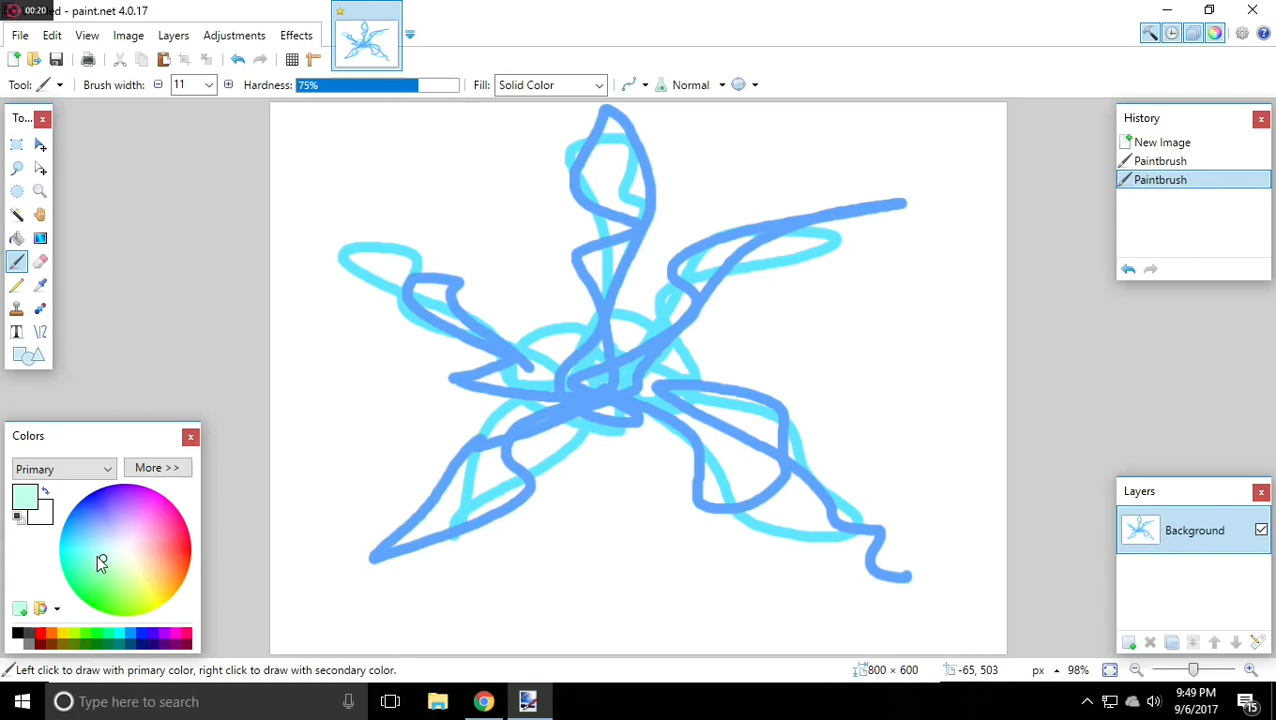 00:20
- paint.net 4.0.17
File Edit View Image Layers Adjustments Effects
Tool: Brush width: 11 Hardness: 75% Fill: Solid Color Normal
To...
History
New Image
Paintbrush
Paintbrush
Colors
Primary
More >>
Layers
Background
Left click to draw with primary color, right click to draw with secondary color.
800 × 600
-65, 503
px
98%
Type here to search
9:49 PM
9/6/2017
15